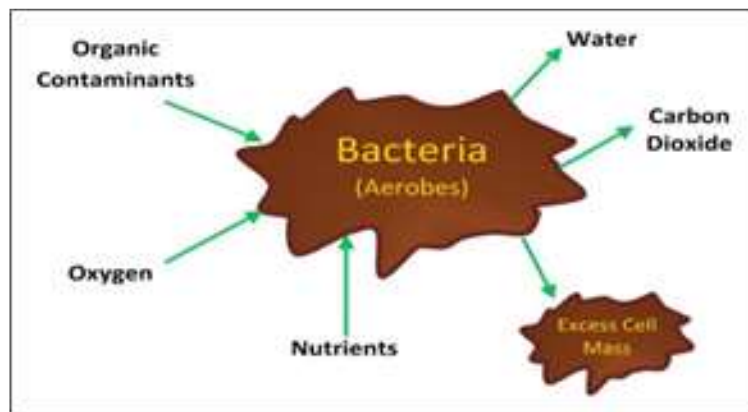 Organic
Contaminants
Water
Carbon
Dioxide
Bacteria
(Aerobes)
Oxygen
Nutrients
Excess Cell
Mass